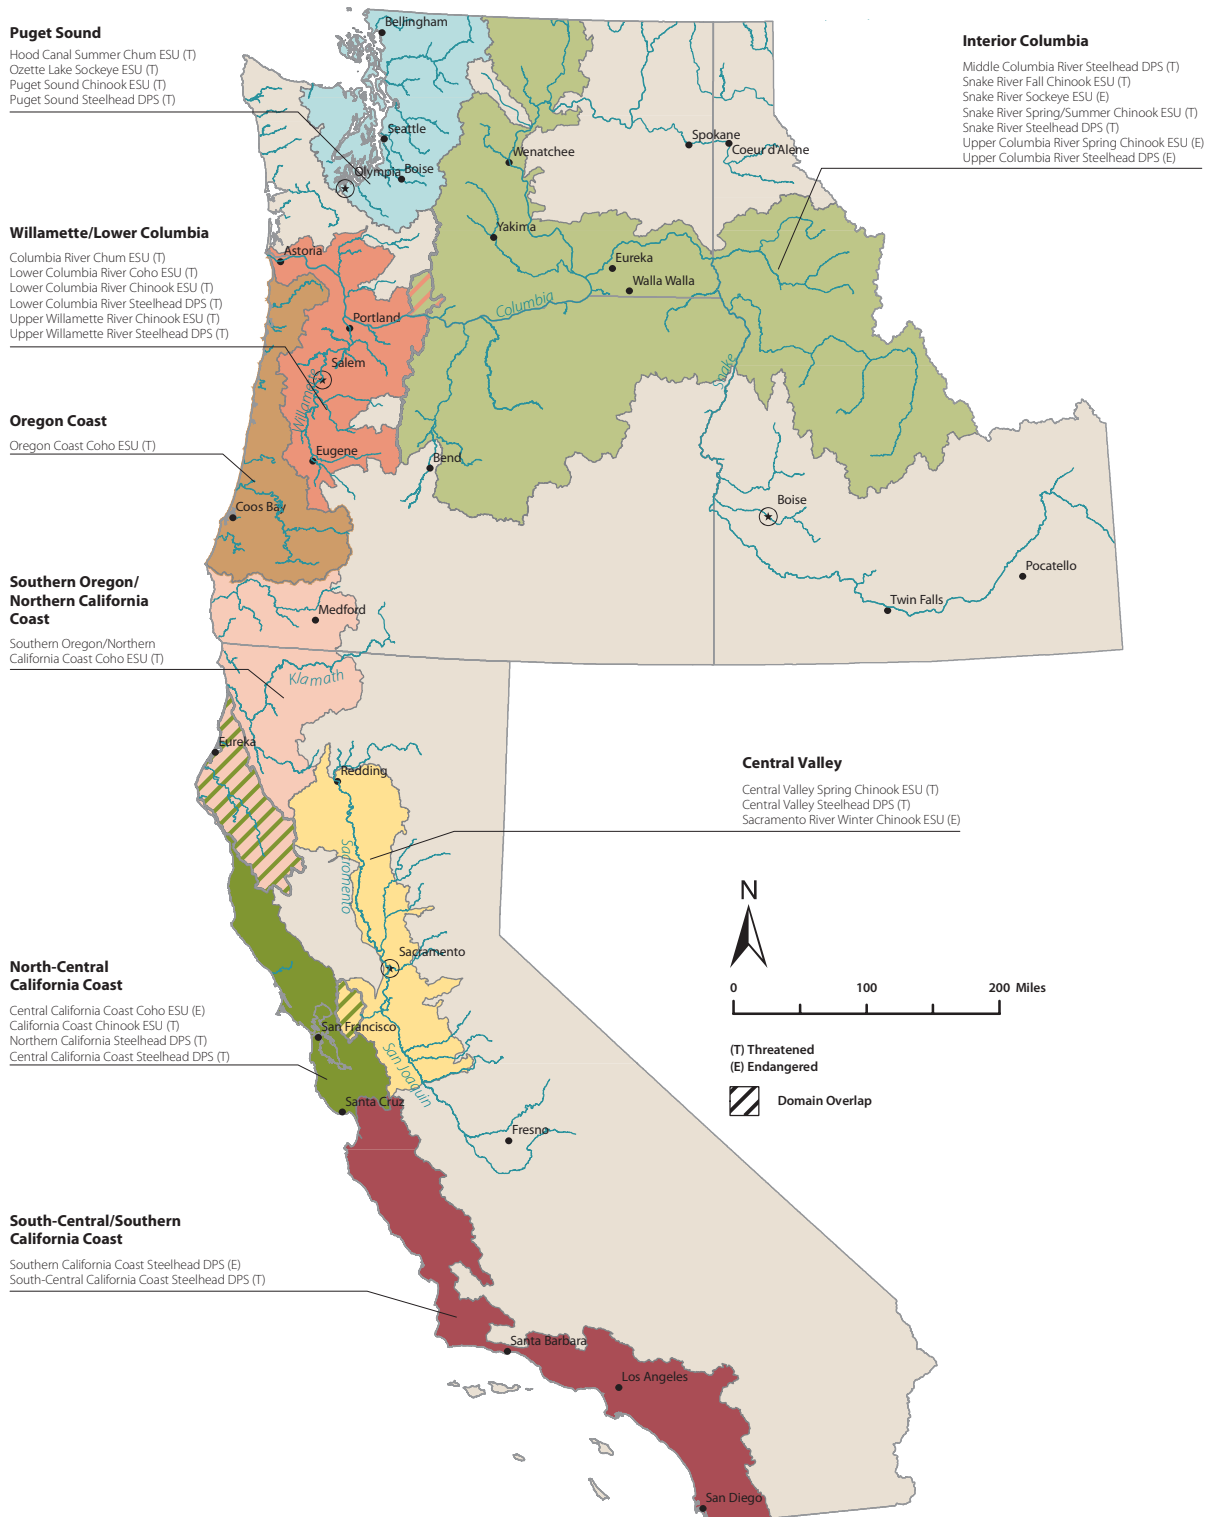 Puget Sound
Hood Canal Summer Chum ESU (T)
Ozette Lake Sockeye ESU (T)
Puget Sound Chinook ESU (T)
Puget Sound Steelhead DPS (T)
Interior Columbia
Middle Columbia River Steelhead DPS (T)
Snake River Fall Chinook ESU (T)
Snake River Sockeye ESU (E)
Snake River Spring/Summer Chinook ESU (T)
Snake River Steelhead DPS (T)
Upper Columbia River Spring Chinook ESU (E)
Upper Columbia River Steelhead DPS (E)
Willamette/Lower Columbia
Columbia River Chum ESU (T)
Lower Columbia River Coho ESU (T)
Lower Columbia River Chinook ESU (T)
Lower Columbia River Steelhead DPS (T)
Upper Willamette River Chinook ESU (T)
Upper Willamette River Steelhead DPS (T)
Oregon Coast
Oregon Coast Coho ESU (T)
Southern Oregon/
Northern California
Coast
Southern Oregon/Northern
California Coast Coho ESU (T)
Central Valley
Central Valley Spring Chinook ESU (T)
Central Valley Steelhead DPS (T)
Sacramento River Winter Chinook ESU (E)
North-Central
California Coast
Central California Coast Coho ESU (E)
California Coast Chinook ESU (T)
Northern California Steelhead DPS (T)
Central California Coast Steelhead DPS (T)
South-Central/Southern
California Coast
Southern California Coast Steelhead DPS (E)
South-Central California Coast Steelhead DPS (T)
Bellingham
Seattle
Olympia
Boise
Wenatchee
Spokane
Coeur d'Alene
Yakima
Eureka
Walla Walla
Astoria
Columbia
Portland
Salem
Willamette
Snake
Eugene
Bend
Coos Bay
Boise
Pocatello
Twin Falls
Medford
Klamath
Eureka
Redding
Sacromento
Sacramento
San Francisco
San Joaquin
Santa Cruz
Fresno
Santa Barbara
Los Angeles
San Diego
N
0 100 200 Miles
(T) Threatened
(E) Endangered
Domain Overlap